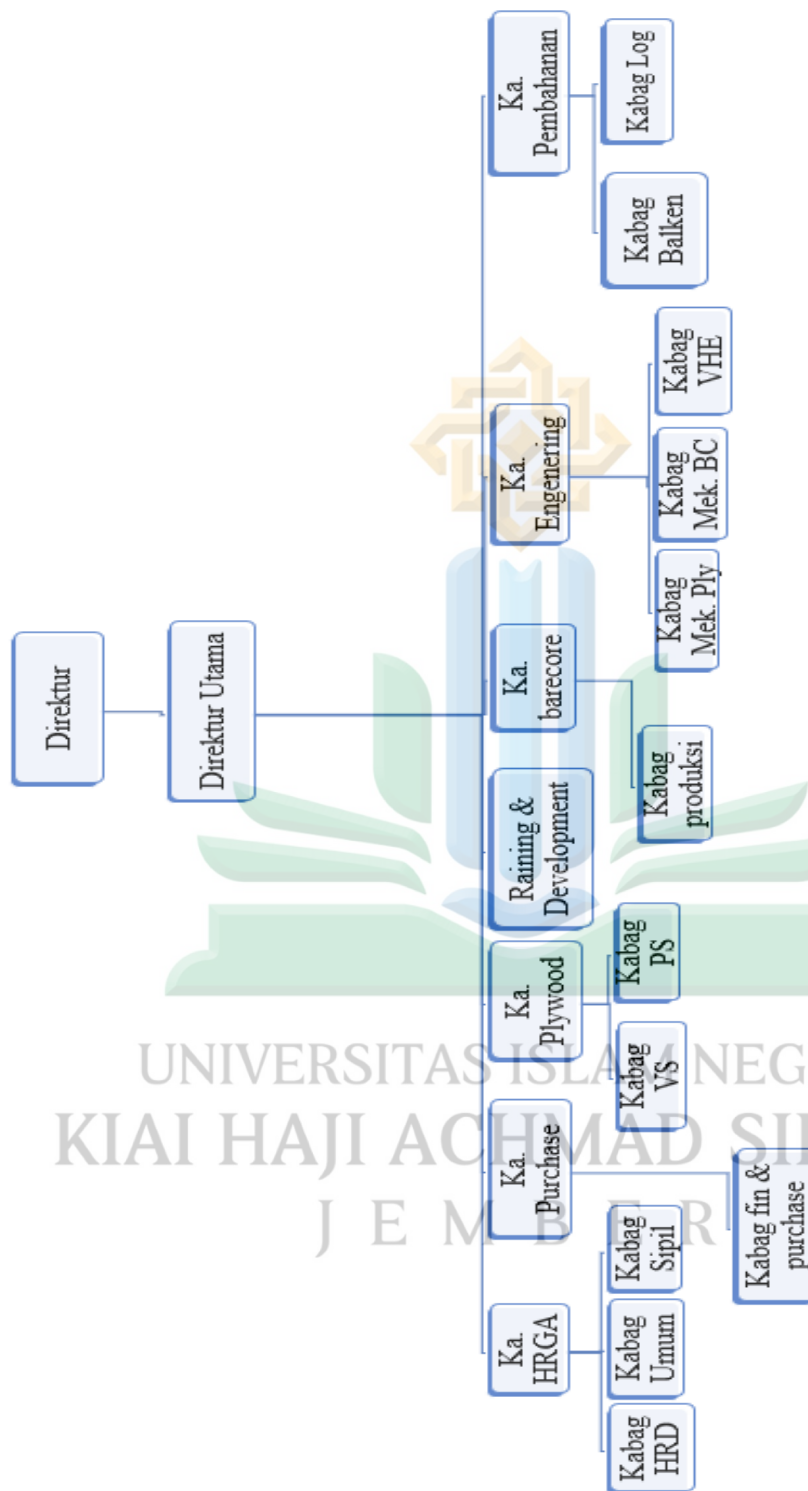 Direktur
Direktur Utama
Ka.
HRGA
Ka.
Purchase
Ka.
Plywood
Raining &
Development
Ka.
barecore
Ka.
Engenering
Ka.
Pembahanan
Kabag
HRD
Kabag
Umum
Kabag
Sipil
Kabag fin &
purchase
Kabag
VS
Kabag
PS
Kabag
produksi
Kabag
Mek. Ply
Kabag
Mek. BC
Kabag
VHE
Kabag
Balken
Kabag Log
UNIVERSITAS ISLAM NEG
KIAI HAJI ACHMAD SI
JEMBER